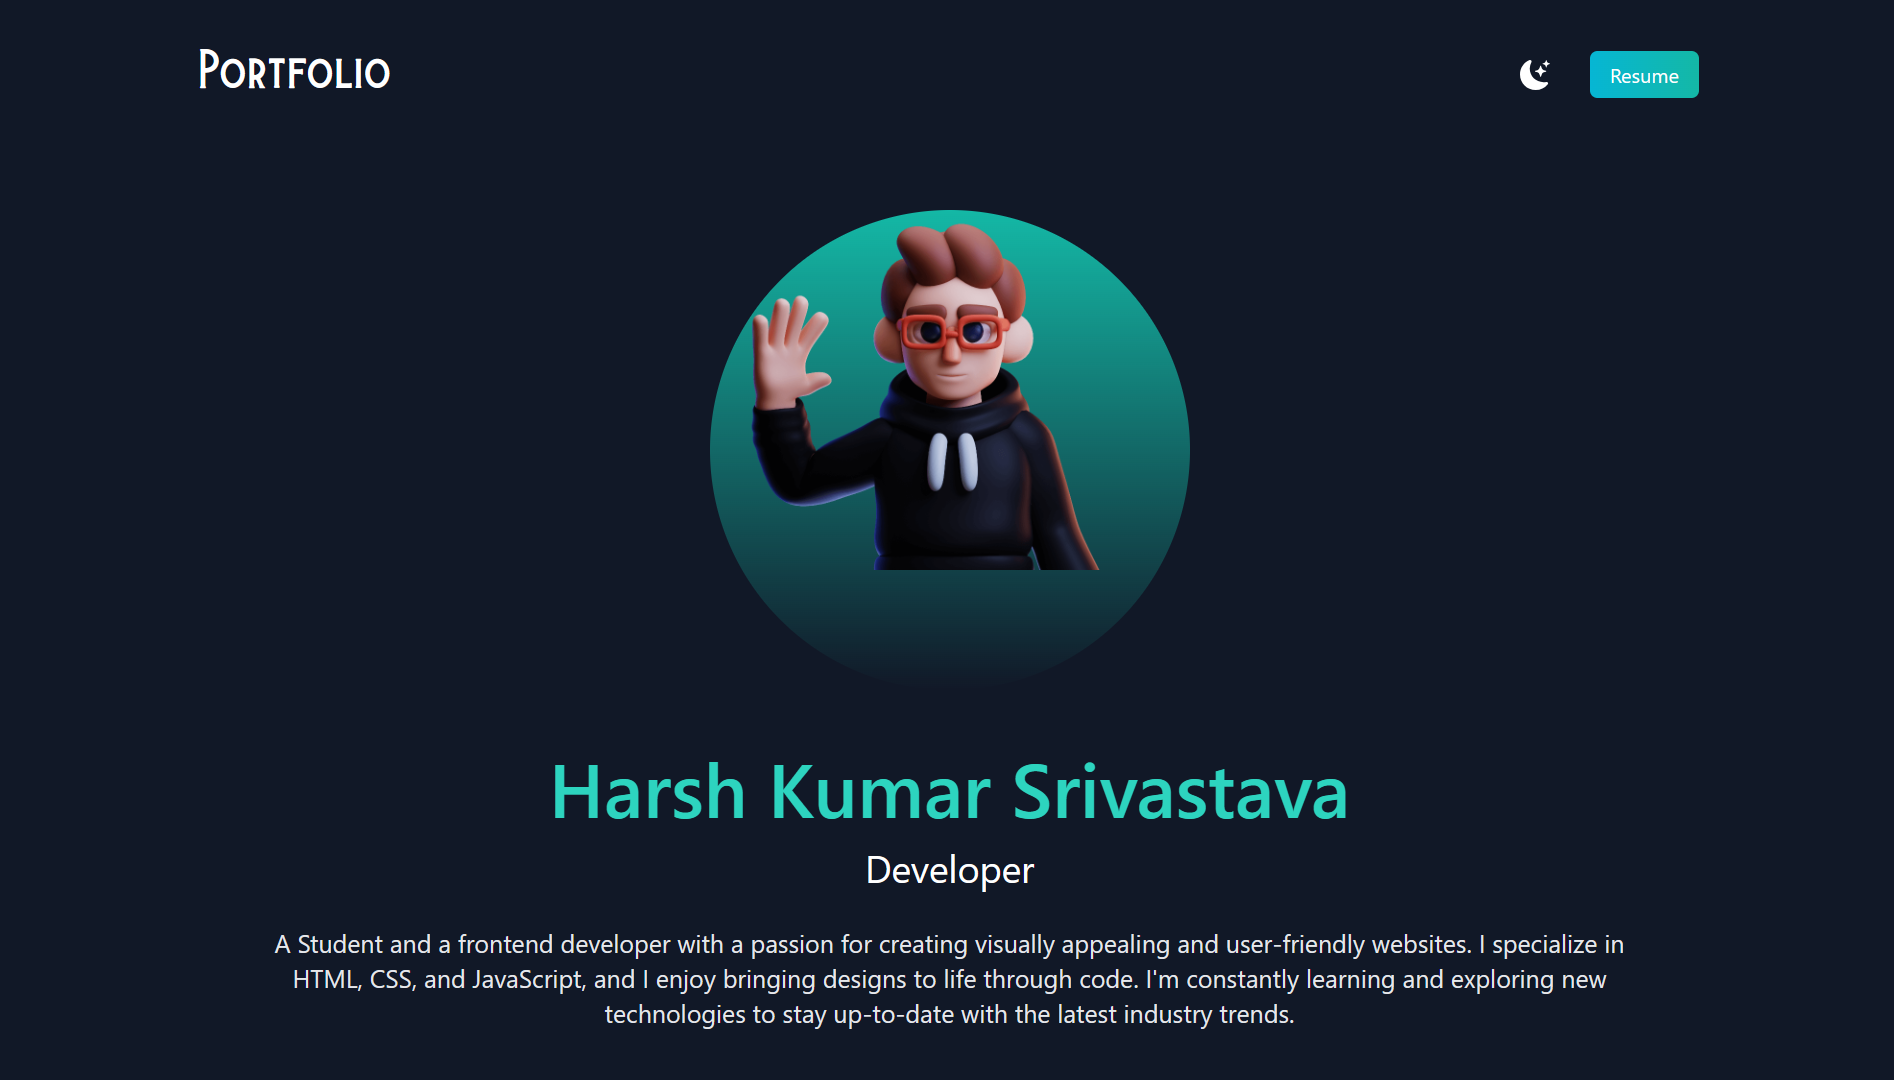 Portfolio
Resume
Harsh Kumar Srivastava
Developer
A Student and a frontend developer with a passion for creating visually appealing and user-friendly websites. I specialize in
HTML, CSS, and JavaScript, and I enjoy bringing designs to life through code. I'm constantly learning and exploring new
technologies to stay up-to-date with the latest industry trends.